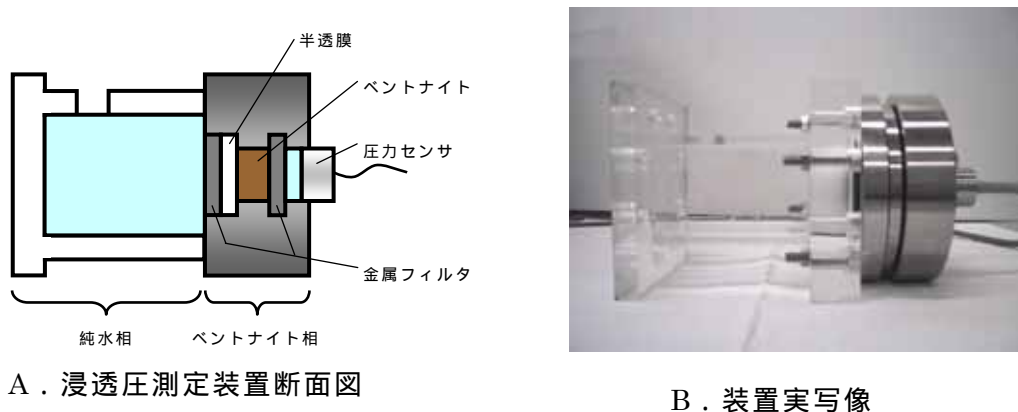 半透膜
ベントナイト
圧力センサ
金属フィルタ
純水相
ベントナイト相
A．浸透圧測定装置断面図
B．装置実写像